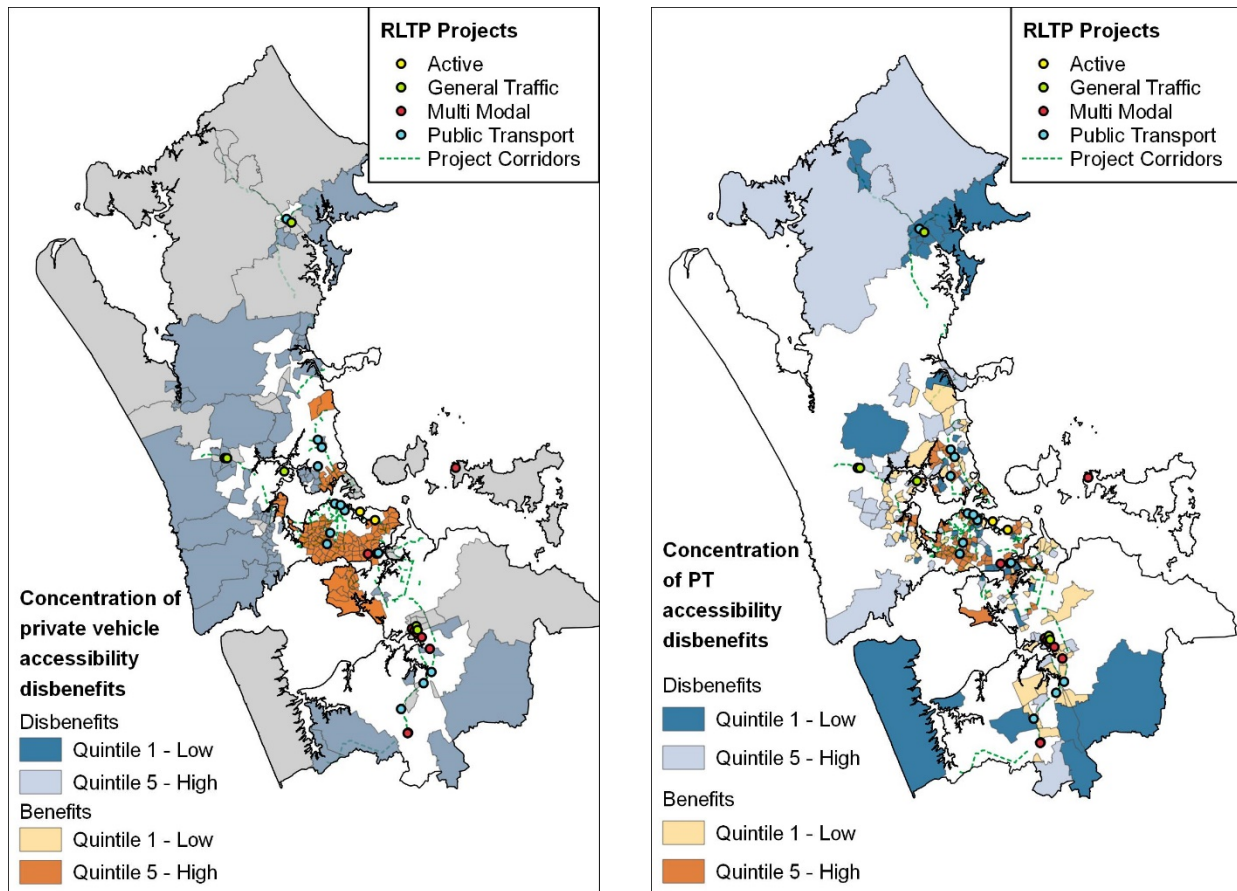 RLTP Projects
Active
General Traffic
Multi Modal
Public Transport
Project Corridors
Concentration of
private vehicle
accessibility
disbenefits
Disbenefits
Quintile 1 - Low
Quintile 5 - High
Benefits
Quintile 1 - Low
Quintile 5 - High
RLTP Projects
Active
General Traffic
Multi Modal
Public Transport
Project Corridors
Concentration
of PT
accessibility
disbenefits
Disbenefits
Quintile 1 - Low
Quintile 5 - High
Benefits
Quintile 1 - Low
Quintile 5 - High